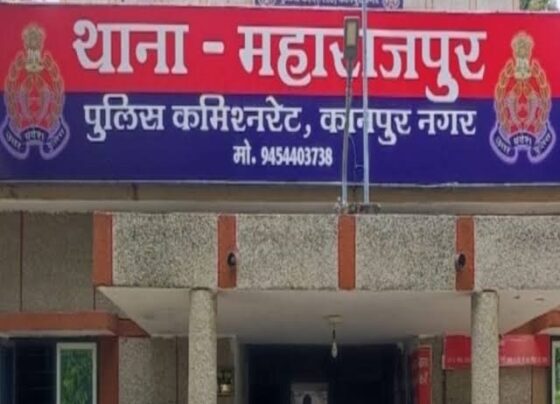 थाना - महाराजपुर
पुलिस कमिश्नरेट, कानपुर नगर
मो. 9454403738